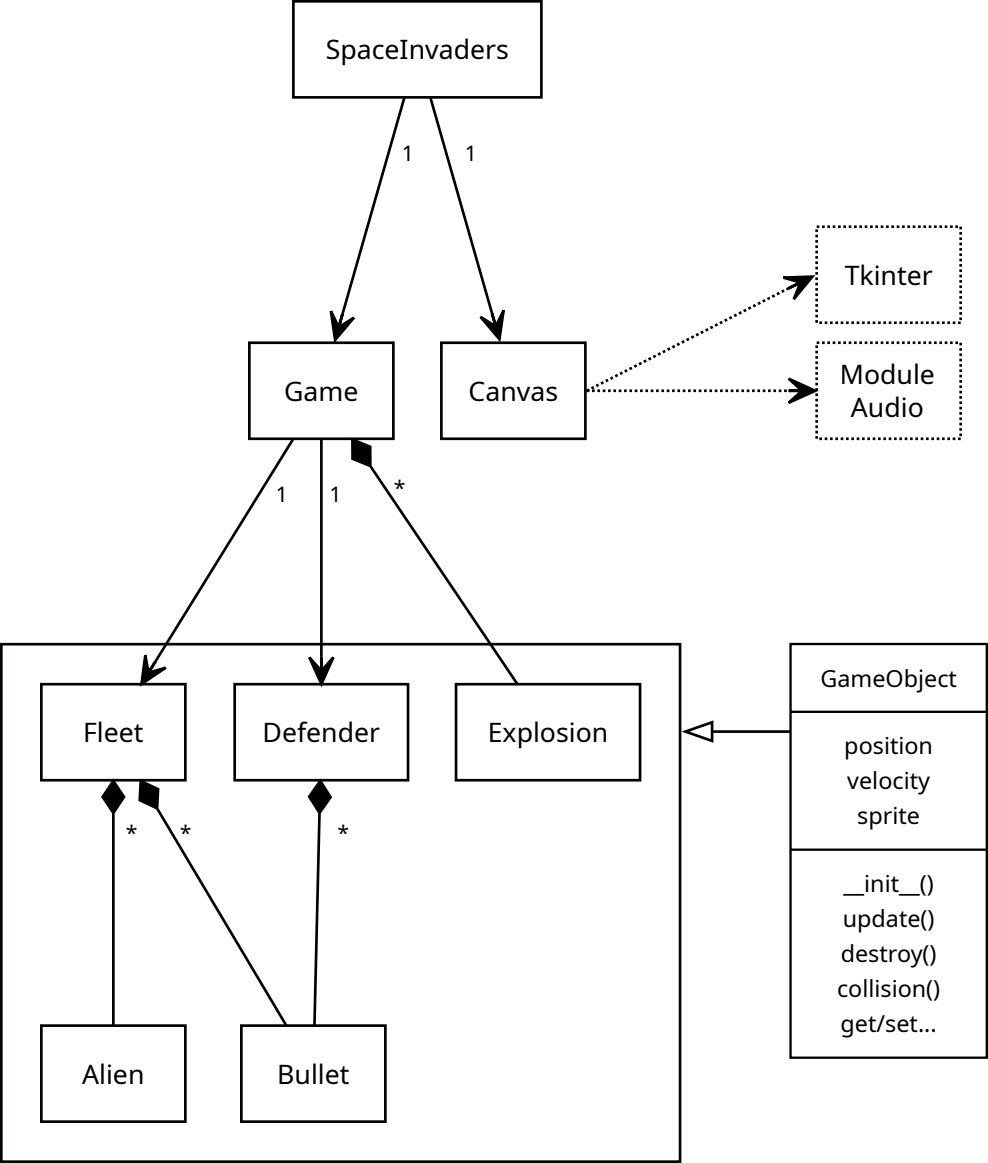 SpaceInvaders
1
1
Tkinter
Game
Canvas
Module
Audio
1
1
*
Fleet
Defender
Explosion
*
*
*
Alien
Bullet
GameObject
position
velocity
sprite
__init__()
update()
destroy()
collision()
get/set...